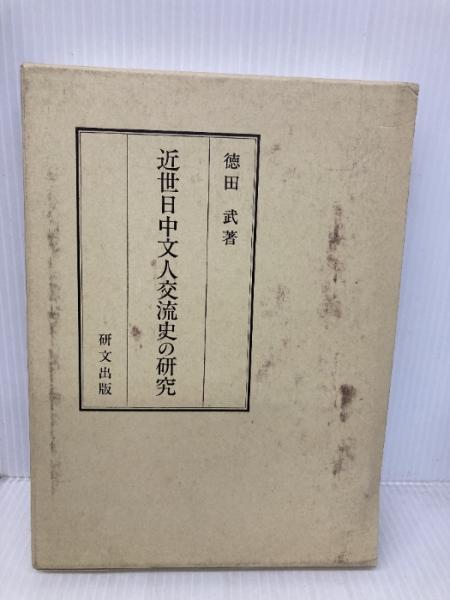 徳田 武著
近世日中文人交流史の研究
研文出版